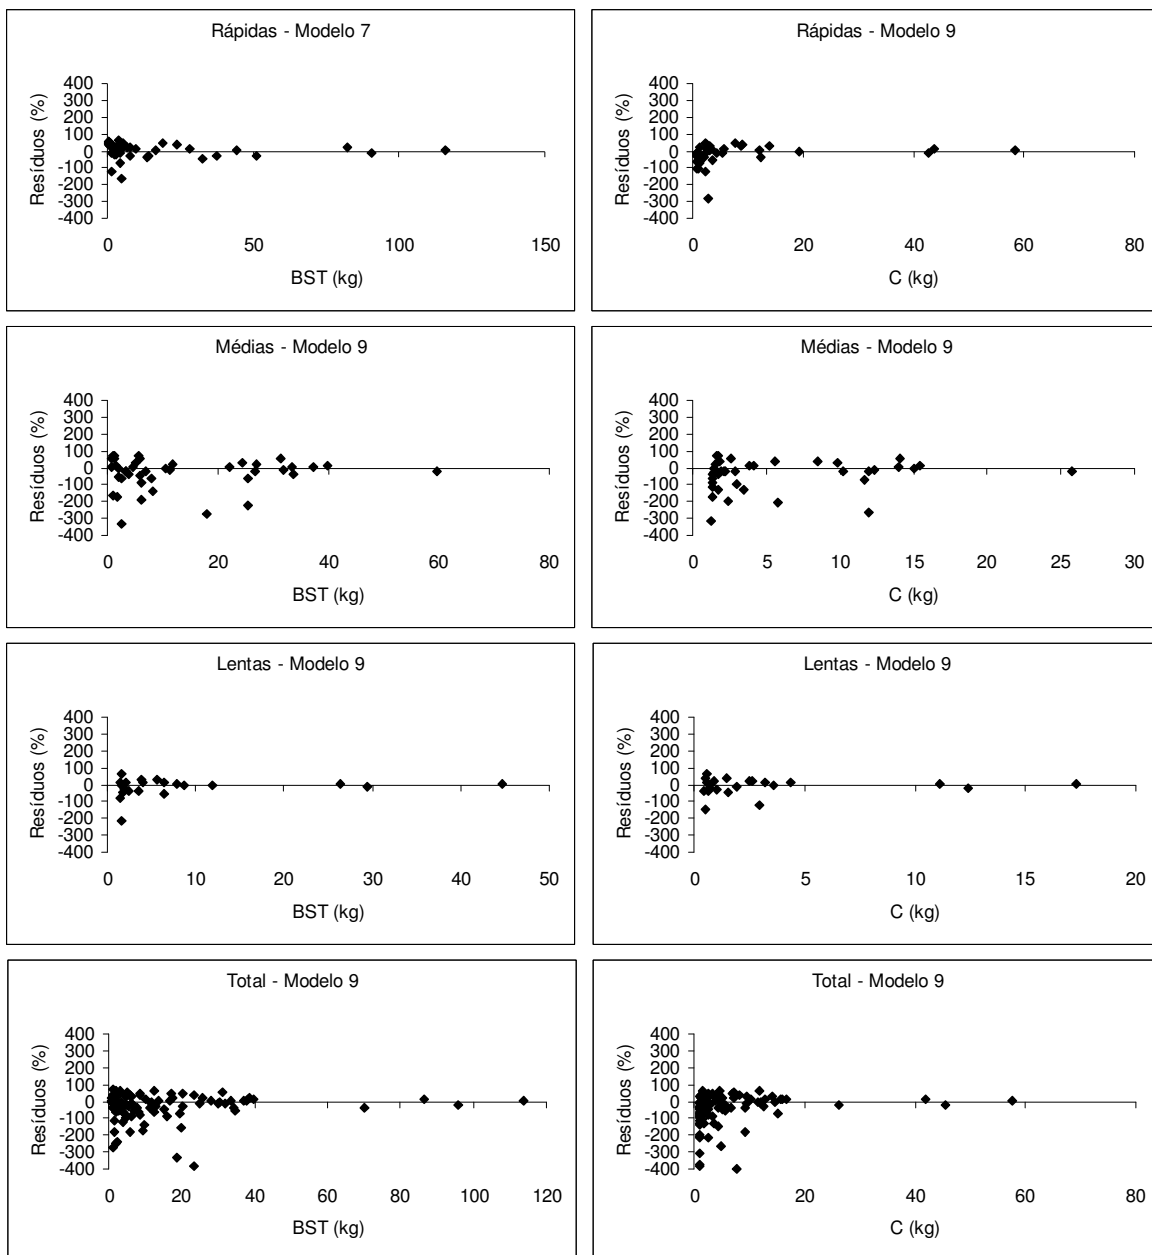 Rápidas - Modelo 7
400
300
200
100
0
-100
-200
-300
-400
Resíduos (%)
0 50 100 150
BST (kg)
Rápidas - Modelo 9
400
300
200
100
0
-100
-200
-300
-400
Resíduos (%)
0 20 40 60 80
C (kg)
Médias - Modelo 9
400
300
200
100
0
-100
-200
-300
-400
Resíduos (%)
0 20 40 60 80
BST (kg)
Médias - Modelo 9
400
300
200
100
0
-100
-200
-300
-400
Resíduos (%)
0 5 10 15 20 25 30
C (kg)
Lentas - Modelo 9
400
300
200
100
0
-100
-200
-300
-400
Resíduos (%)
0 10 20 30 40 50
BST (kg)
Lentas - Modelo 9
400
300
200
100
0
-100
-200
-300
-400
Resíduos (%)
0 5 10 15 20
C (kg)
Total - Modelo 9
400
300
200
100
0
-100
-200
-300
-400
Resíduos (%)
0 20 40 60 80 100 120
BST (kg)
Total - Modelo 9
400
300
200
100
0
-100
-200
-300
-400
Resíduos (%)
0 20 40 60 80
C (kg)